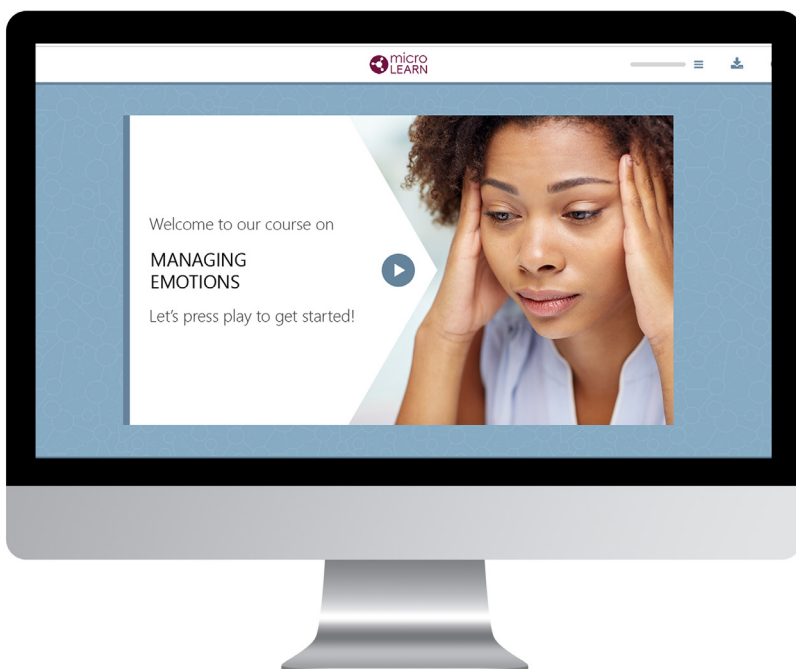 micro
LEARN
Welcome to our course on
MANAGING
EMOTIONS
Let's press play to get started!